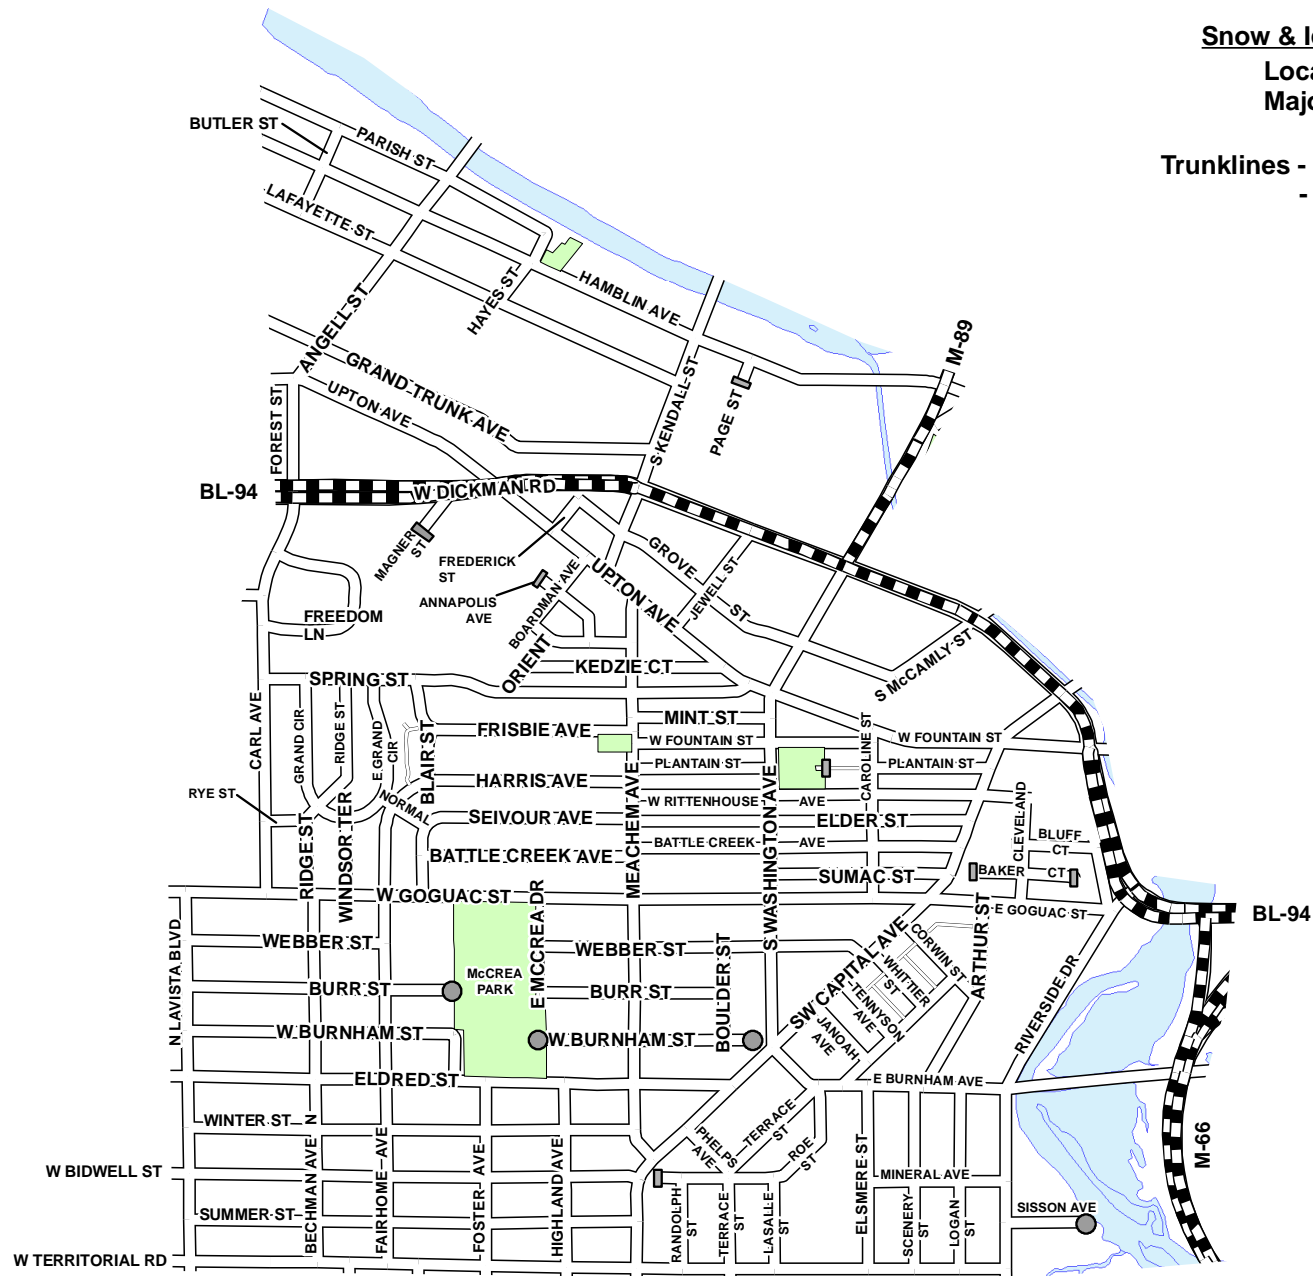 Snow & I
Loca
Majo
Trunklines -
-
BUTLER ST
PARISH ST
LAFAYETTE ST
HAMBLIN AVE
HAYES ST
ANGELL ST
M-89
GRAND TRUNK AVE
UPTON AVE
S KENDALL ST
PAGE ST
FOREST ST
BL-94
W DICKMAN RD
MAGNER
ST
FREDERICK
ST
GROVE
ST
ANNAPOLIS
AVE
BOARDMAN AVE
UPTON AVE
JEWELL ST
FREEDOM
LN
ORIENT
KEDZIE CT
S McCAMLY ST
SPRING ST
CARL AVE
GRAND CIR
RIDGE ST
E GRAND
CIR
BLAIR ST
FRISBIE AVE
MINT ST
W FOUNTAIN ST
CAROLINE ST
W FOUNTAIN ST
PLANTAIN ST
PLANTAIN ST
HARRIS AVE
MEACHEM AVE
S WASHINGTON AVE
RYE ST
NORMAL
W RITTENHOUSE
AVE
CLEVELAND
SEIVOUR AVE
ELDER ST
RIDGE ST
WINDSOR TER
BATTLE CREEK
AVE
BLUFF
CT
BATTLE CREEK AVE
SUMAC ST
BAKER
CT
W GOGUAC ST
E GOGUAC ST
BL-94
N LAVISTA BLVD
WEBBER ST
E MCCREA DR
WEBBER ST
BOULDER ST
SW CAPITAL AVE
CORWIN ST
ARTHUR ST
McCREA
PARK
WHITTIER
ST
BURR ST
BURR ST
TENNYSON
AVE
RIVERSIDE DR
W BURNHAM ST
W BURNHAM ST
JANOAH
AVE
ELDRED ST
E BURNHAM AVE
WINTER ST
BECHMAN AVE N
FAIRHOME AVE
FOSTER AVE
HIGHLAND AVE
PHELPS
AVE
TERRACE
ST
ROE
ST
ELSMERE ST
M-66
W BIDWELL ST
MINERAL AVE
SUMMER ST
RANDOLPH
ST
TERRACE
ST
LASALLE
ST
SCENERY
ST
LOGAN
ST
SISSON AVE
W TERRITORIAL RD